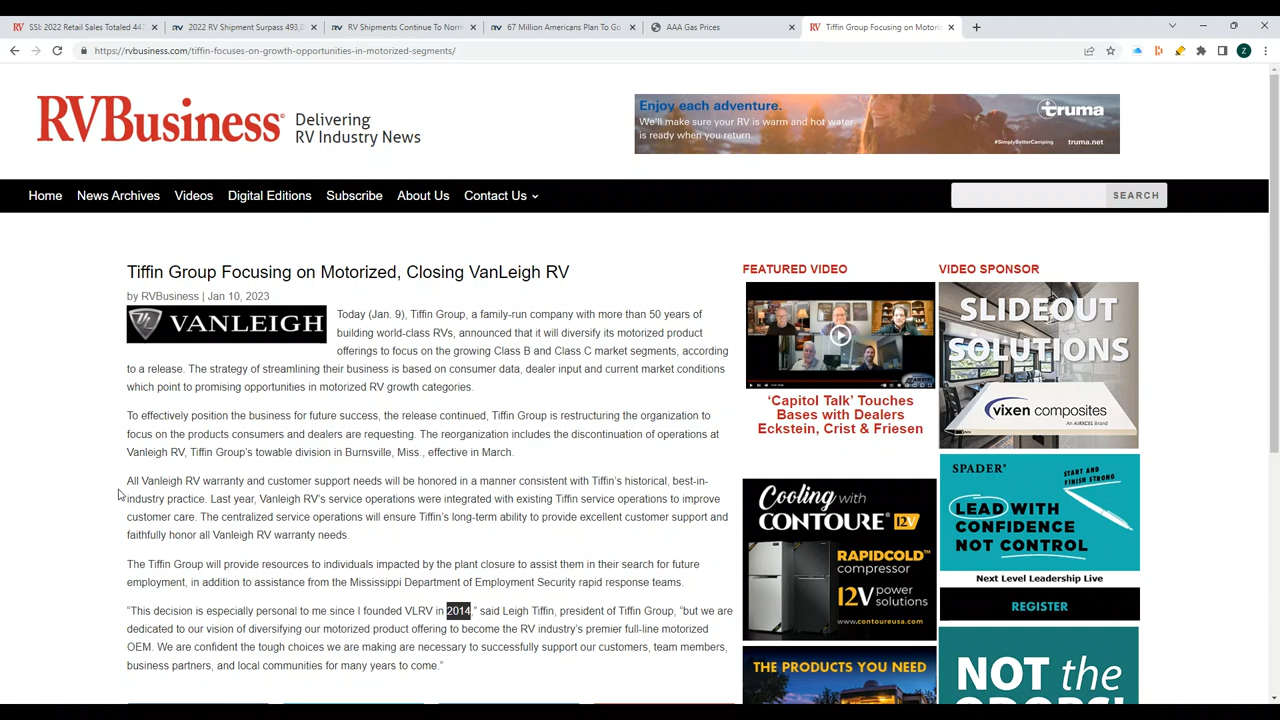 SSI: 2022 Retail Sales Totaled 447
2022 RV Shipment Surpass 493,0
RV Shipments Continue To Norm
67 Million Americans Plan To Go
AAA Gas Prices
Tiffin Group Focusing on Motori
https://rvbusiness.com/tiffin-focuses-on-growth-opportunities-in-motorized-segments/
Z
RVBusiness
Delivering
RV Industry News
Enjoy each adventure.
We'll make sure your RV is warm and hot water
is ready when you return.
truma
#SimplyBetterCamping
truma.net
Home
News Archives
Videos
Digital Editions
Subscribe
About Us
Contact Us
SEARCH
Tiffin Group Focusing on Motorized, Closing VanLeigh RV
by RVBusiness | Jan 10, 2023
VANLEIGH
Today (Jan. 9), Tiffin Group, a family-run company with more than 50 years of
building world-class RVs, announced that it will diversify its motorized product
offerings to focus on the growing Class B and Class C market segments, according
to a release. The strategy of streamlining their business is based on consumer data, dealer input and current market conditions
which point to promising opportunities in motorized RV growth categories.
To effectively position the business for future success, the release continued, Tiffin Group is restructuring the organization to
focus on the products consumers and dealers are requesting. The reorganization includes the discontinuation of operations at
Vanleigh RV, Tiffin Group's towable division in Burnsville, Miss., effective in March.
All Vanleigh RV warranty and customer support needs will be honored in a manner consistent with Tiffin's historical, best-in-
industry practice. Last year, Vanleigh RV's service operations were integrated with existing Tiffin service operations to improve
customer care. The centralized service operations will ensure Tiffin's long-term ability to provide excellent customer support and
faithfully honor all Vanleigh RV warranty needs.
The Tiffin Group will provide resources to individuals impacted by the plant closure to assist them in their search for future
employment, in addition to assistance from the Mississippi Department of Employment Security rapid response teams.
“This decision is especially personal to me since I founded VLRV in 2014,” said Leigh Tiffin, president of Tiffin Group, “but we are
dedicated to our vision of diversifying our motorized product offering to become the RV industry's premier full-line motorized
OEM. We are confident the tough choices we are making are necessary to successfully support our customers, team members,
business partners, and local communities for many years to come.”
FEATURED VIDEO
‘Capitol Talk’ Touches
Bases with Dealers
Eckstein, Crist & Friesen
Cooling with
CONTOURE 12V
RAPIDCOLD™
compressor
12V power
solutions
www.contoureusa.com
THE PRODUCTS YOU NEED
VIDEO SPONSOR
SLIDEOUT
SOLUTIONS
vixen composites
An AIRXCEL Brand
SPADER®
START AND
FINISH STRONG
LEAD WITH
CONFIDENCE
NOT CONTROL
Next Level Leadership Live
REGISTER
NOT the